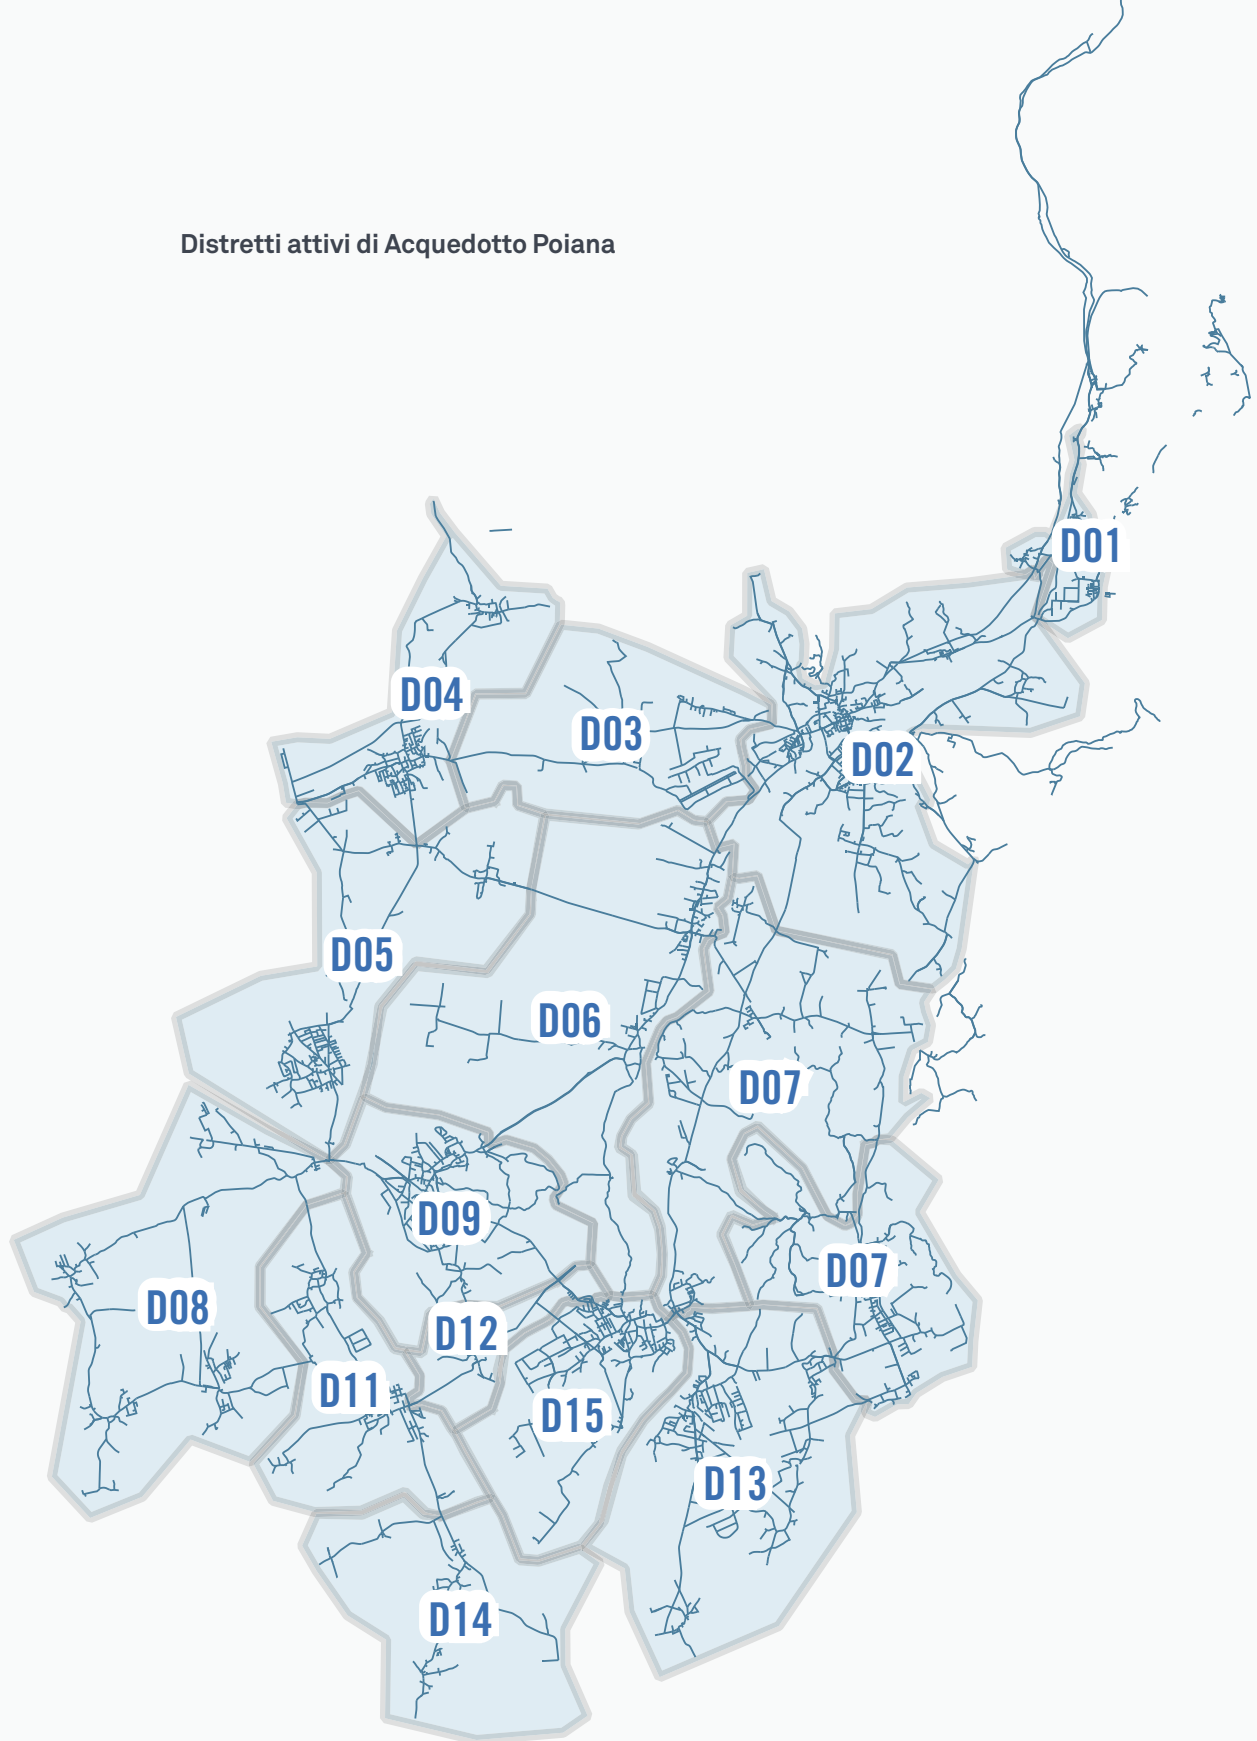 Distretti attivi di Acquedotto Poiana
D01
D04
D03
D02
D05
D06
D07
D09
D07
D08
D12
D11
D15
D13
D14